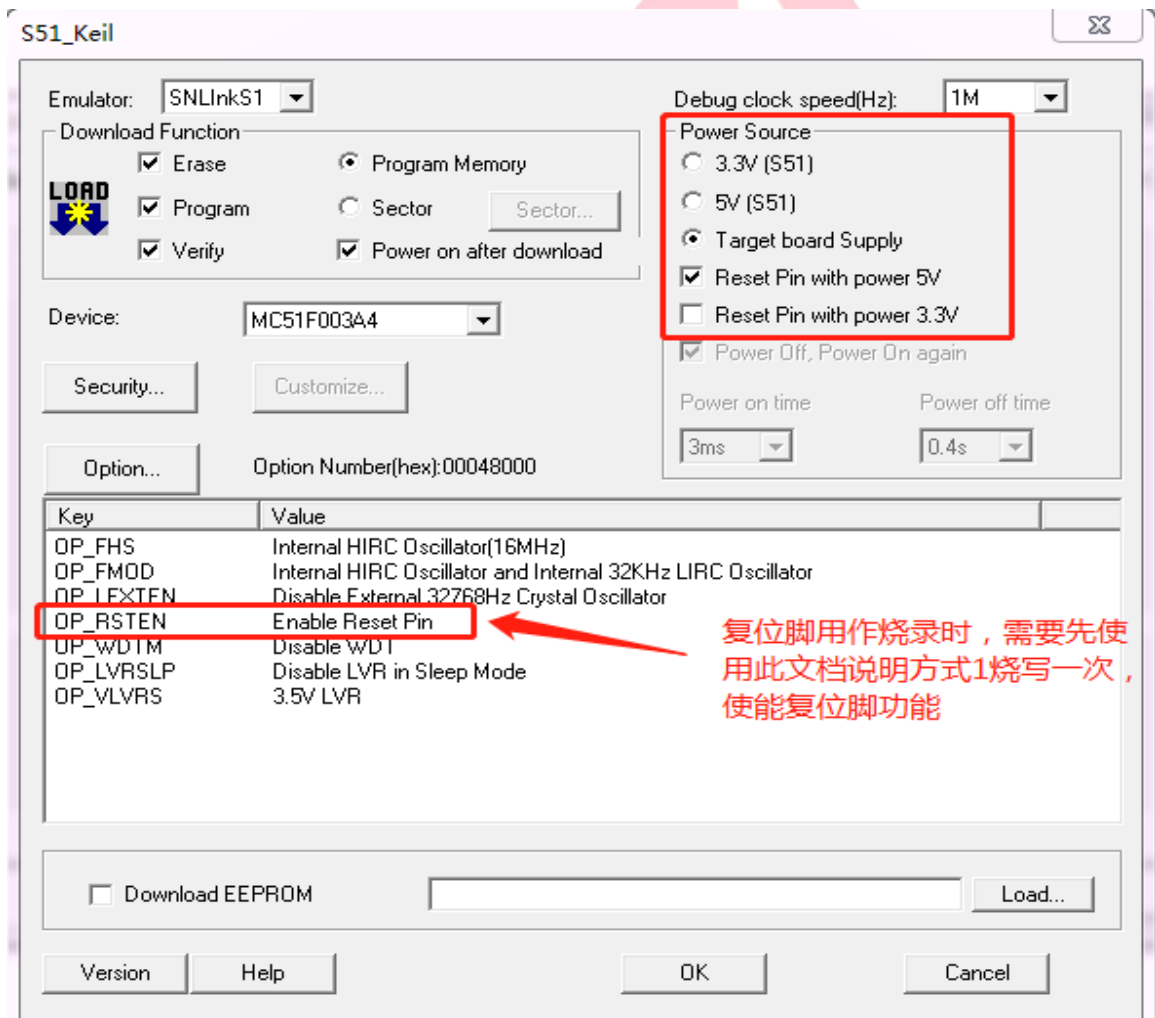 S51_Keil
Emulator: SNLInkS1
Debug clock speed(Hz): 1M
Download Function
Erase
Program Memory
LOAD
Program
Sector
Sector...
Verify
Power on after download
Power Source
3.3V (S51)
5V (S51)
Target board Supply
Reset Pin with power 5V
Reset Pin with power 3.3V
Power Off, Power On again
Power on time
Power off time
3ms
0.4s
Device: MC51F003A4
Security...
Customize...
Option...
Option Number(hex):00048000
Key Value
OP_FHS Internal HIRC Oscillator(16MHz)
OP_FMOD Internal HIRC Oscillator and Internal 32KHz LIRC Oscillator
OP_LEXTEN Disable External 32768Hz Crystal Oscillator
OP_RSTEN Enable Reset Pin
OP_WDTM Disable WDT
OP_LVRSLP Disable LVR in Sleep Mode
OP_VLVRS 3.5V LVR
复位脚用作烧录时，需要先使
用此文档说明方式1烧写一次，
使能复位脚功能
Download EEPROM
Load...
Version
Help
OK
Cancel